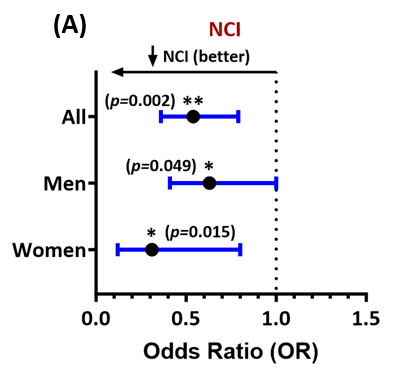 (A)
NCI
↓ NCI (better)
(p=0.002) **
All
(p=0.049) *
Men
* (p=0.015)
Women
0.0 0.5 1.0 1.5
Odds Ratio (OR)